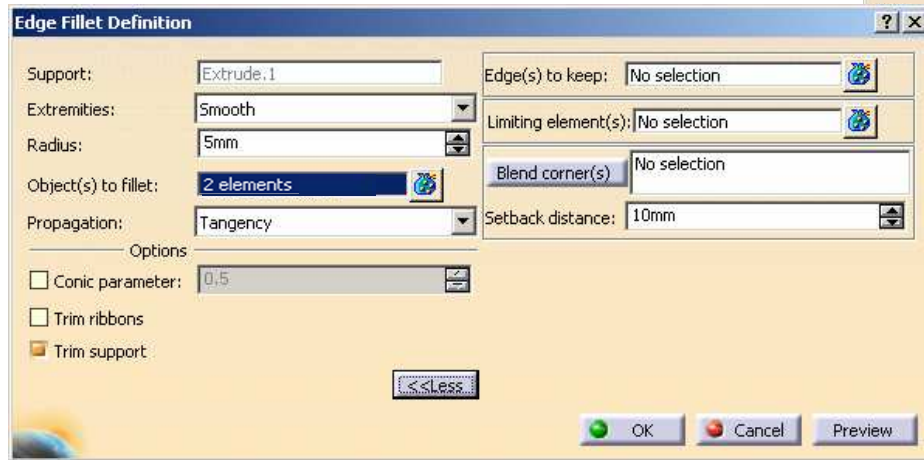 Edge Fillet Definition
? X
Support: Extrude.1
Extremities: Smooth
Radius: 5mm
Object(s) to fillet: 2 elements
Propagation: Tangency
Options
Conic parameter: 0.5
Trim ribbons
Trim support
<<Less
Edge(s) to keep: No selection
Limiting element(s): No selection
Blend corner(s) No selection
Setback distance: 10mm
OK Cancel Preview